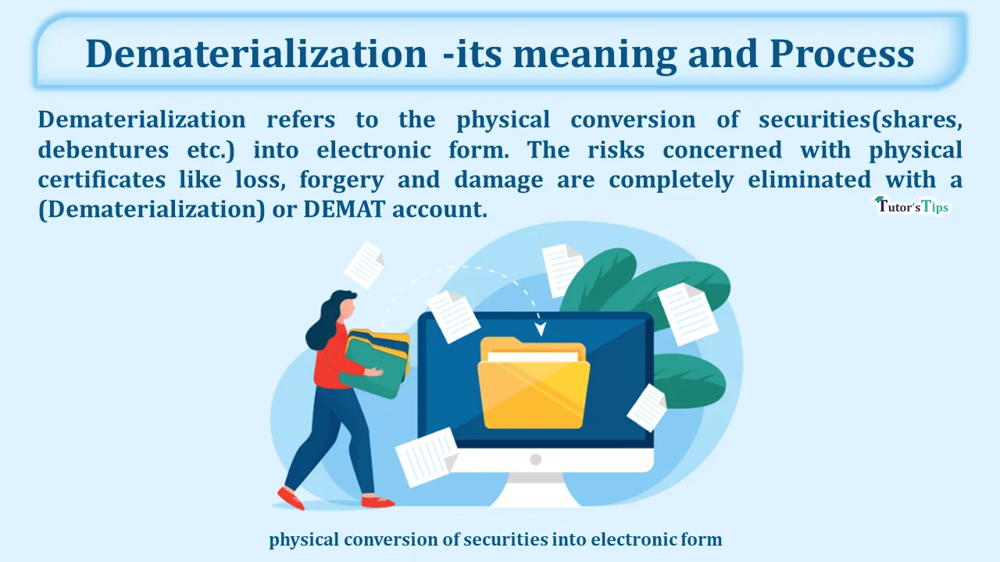 Dematerialization -its meaning and Process
Dematerialization refers to the physical conversion of securities(shares,
debentures etc.) into electronic form. The risks concerned with physical
certificates like loss, forgery and damage are completely eliminated with a
(Dematerialization) or DEMAT account.
Tutor'sTips
physical conversion of securities into electronic form